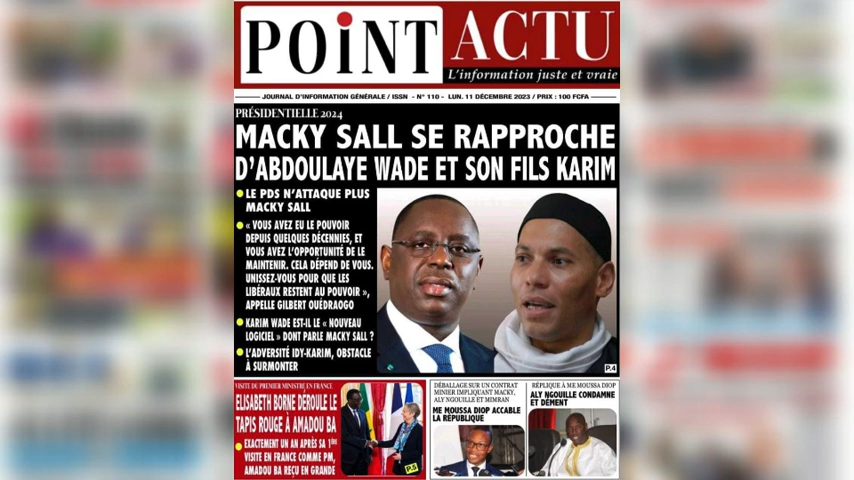 POINT ACTU
L'information juste et vraie
JOURNAL D'INFORMATION GÉNÉRALE / ISSN - N° 110 - LUN. 11 DÉCEMBRE 2023 / PRIX : 100 FCFA
PRÉSIDENTIELLE 2024
MACKY SALL SE RAPPROCHE
D'ABDOULAYE WADE ET SON FILS KARIM
LE PDS N'ATTAQUE PLUS
MACKY SALL
« VOUS AVEZ EU LE POUVOIR
DEPUIS QUELQUES DÉCENNIES, ET
VOUS AVEZ L'OPPORTUNITÉ DE LE
MAINTENIR. CELA DÉPEND DE VOUS.
UNISSEZ-VOUS POUR QUE LES
LIBÉRAUX RESTENT AU POUVOIR »,
APPELLE GILBERT OUÉDRAOGO
KARIM WADE EST-IL LE « NOUVEAU
LOGICIEL » DONT PARLE MACKY SALL ?
L'ADVERSITÉ IDY-KARIM, OBSTACLE
À SURMONTER
P.4
VISITE DU PREMIER MINISTRE EN FRANCE
ELISABETH BORNE DÉROULE LE
TAPIS ROUGE À AMADOU BA
EXACTEMENT UN AN APRÈS SA 1ère
VISITE EN FRANCE COMME PM,
AMADOU BA REÇU EN GRANDE
P.5
DÉBALLAGE SUR UN CONTRAT
MINIER IMPLIQUANT MACKY,
ALY NGOUILLE ET MIMRAN
ME MOUSSA DIOP ACCABLE
LA RÉPUBLIQUE
RÉPLIQUE À ME MOUSSA DIOP
ALY NGOUILLE CONDAMNE
ET DÉMENT